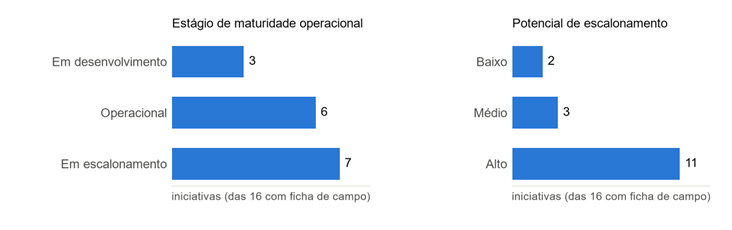 Estágio de maturidade operacional
Em desenvolvimento 3
Operacional 6
Em escalonamento 7
iniciativas (das 16 com ficha de campo)
Potencial de escalonamento
Baixo 2
Médio 3
Alto 11
iniciativas (das 16 com ficha de campo)